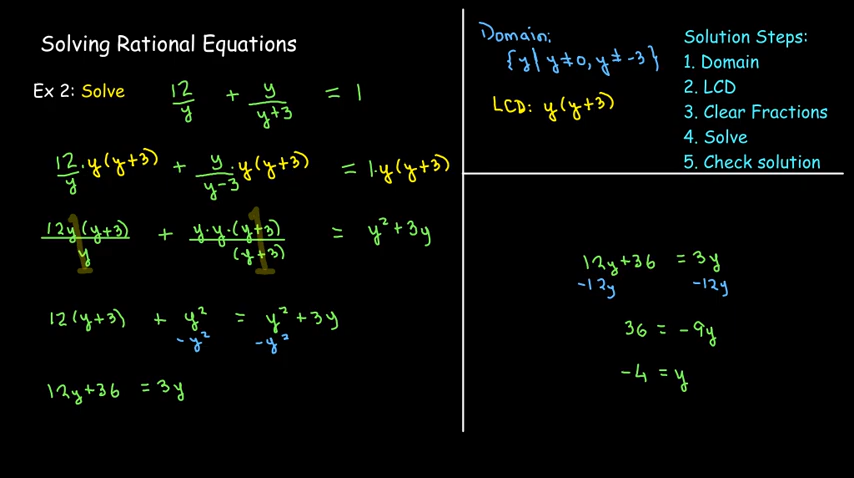 Solving Rational Equations
Ex 2: Solve 12/y + y/(y+3) = 1
12/y · y(y+3) + y/(y-3) · y(y+3) = 1·y(y+3)
12y(y+3)/y + y·y·(y+3)/(y+3) = y² + 3y
12(y+3) + y² = y² + 3y
-y² -y²
12y+36 = 3y
Domain:
{y| y≠0, y≠-3}
LCD: y(y+3)
Solution Steps:
1. Domain
2. LCD
3. Clear Fractions
4. Solve
5. Check solution
12y+36 = 3y
-12y -12y
36 = -9y
-4 = y